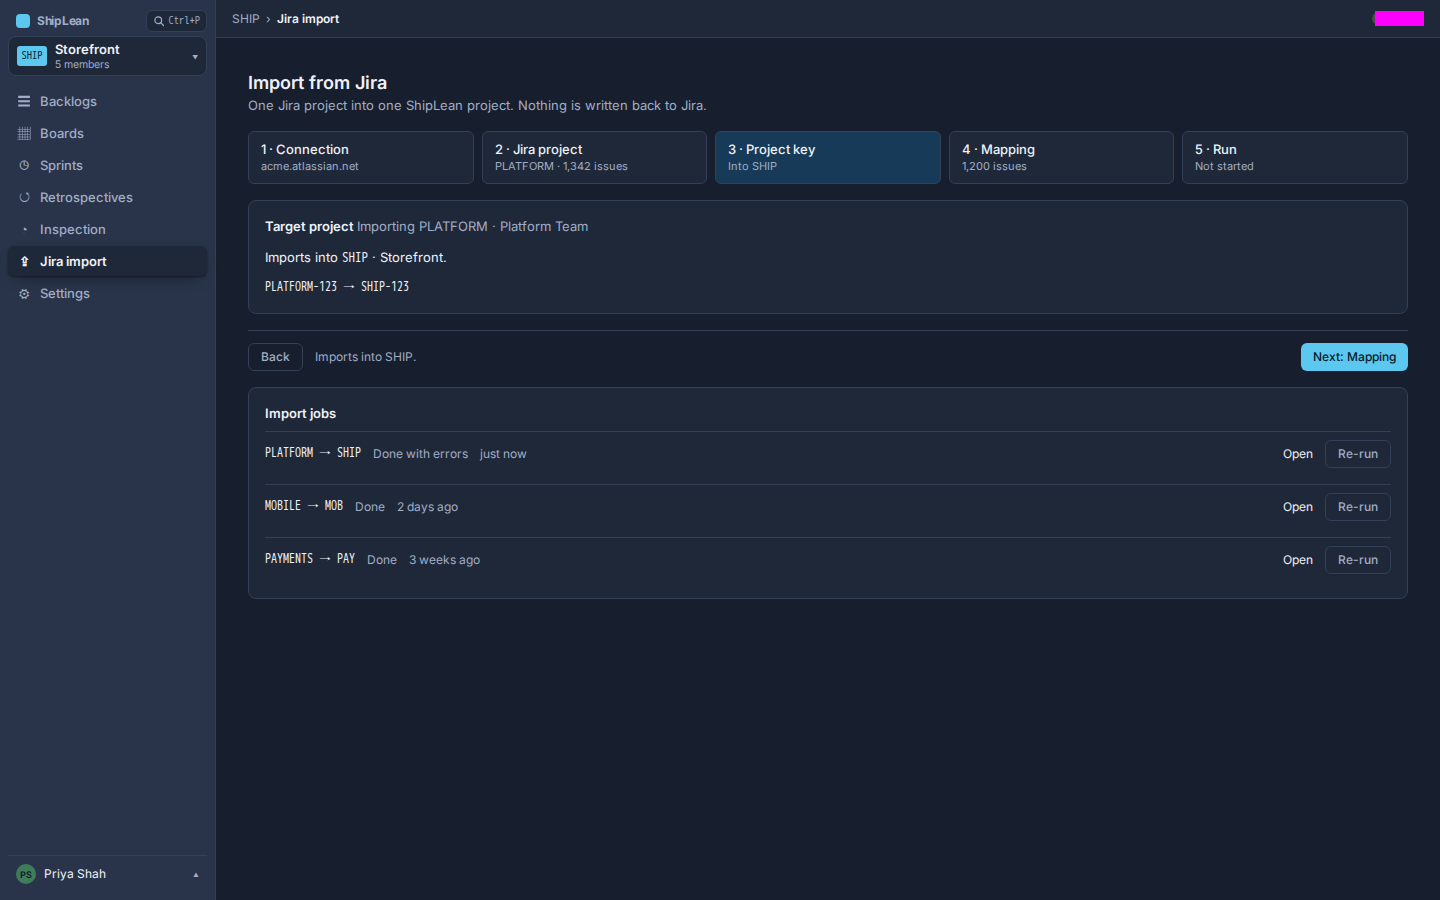 ShipLean
Ctrl+P
SHIP
Storefront
5 members
Backlogs
Boards
Sprints
Retrospectives
Inspection
Jira import
Settings
PS
Priya Shah
SHIP › Jira import
Import from Jira
One Jira project into one ShipLean project. Nothing is written back to Jira.
1 · Connection
acme.atlassian.net
2 · Jira project
PLATFORM · 1,342 issues
3 · Project key
Into SHIP
4 · Mapping
1,200 issues
5 · Run
Not started
Target project Importing PLATFORM · Platform Team
Imports into SHIP · Storefront.
PLATFORM-123 → SHIP-123
Back
Imports into SHIP.
Next: Mapping
Import jobs
PLATFORM → SHIP Done with errors just now Open Re-run
MOBILE → MOB Done 2 days ago Open Re-run
PAYMENTS → PAY Done 3 weeks ago Open Re-run